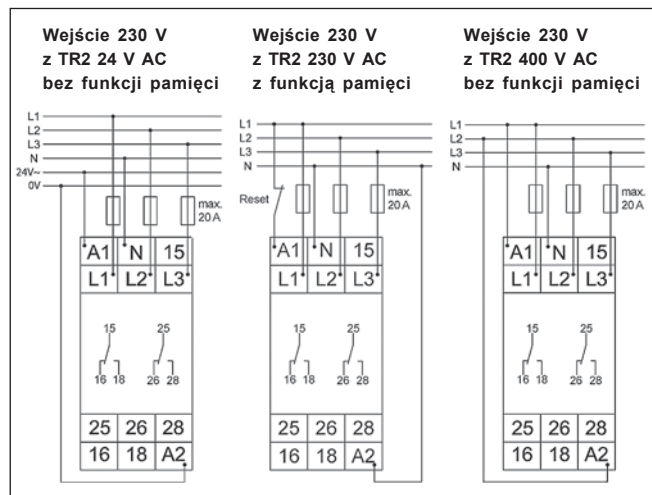 Wejście 230 V
z TR2 24 V AC
bez funkcji pamięci
L1
L2
L3
N
24V~
0V
max.
20 A
A1 N 15
L1 L2 L3
15 25
16 18 26 28
25 26 28
16 18 A2
Wejście 230 V
z TR2 230 V AC
z funkcją pamięci
L1
L2
L3
N
Reset
max.
20 A
A1 N 15
L1 L2 L3
15 25
16 18 26 28
25 26 28
16 18 A2
Wejście 230 V
z TR2 400 V AC
bez funkcji pamięci
L1
L2
L3
N
max.
20 A
A1 N 15
L1 L2 L3
15 25
16 18 26 28
25 26 28
16 18 A2